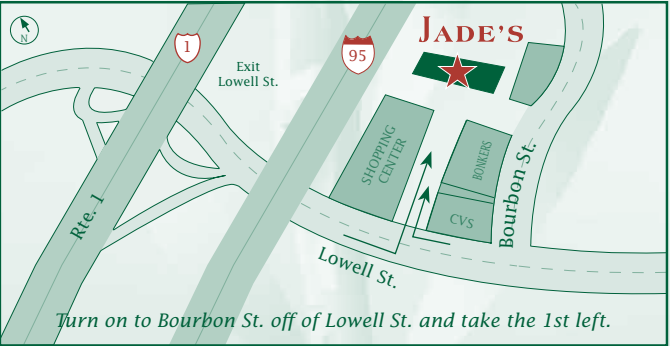 N
1
95
JADE'S
Exit
Lowell St.
SHOPPING
CENTER
BONKERS
CVS
Bourbon St.
Rte. 1
Lowell St.
Turn on to Bourbon St. off of Lowell St. and take the 1st left.